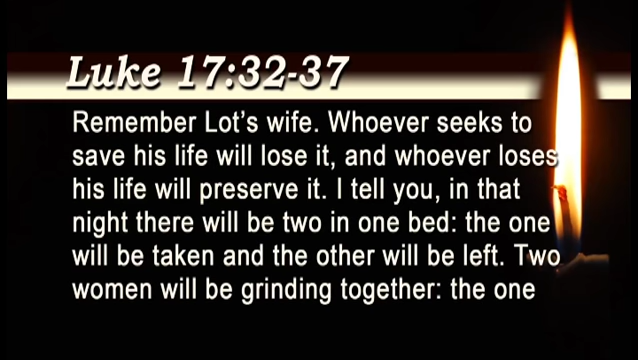 Luke 17:32-37
Remember Lot's wife. Whoever seeks to
save his life will lose it, and whoever loses
his life will preserve it. I tell you, in that
night there will be two in one bed: the one
will be taken and the other will be left. Two
women will be grinding together: the one